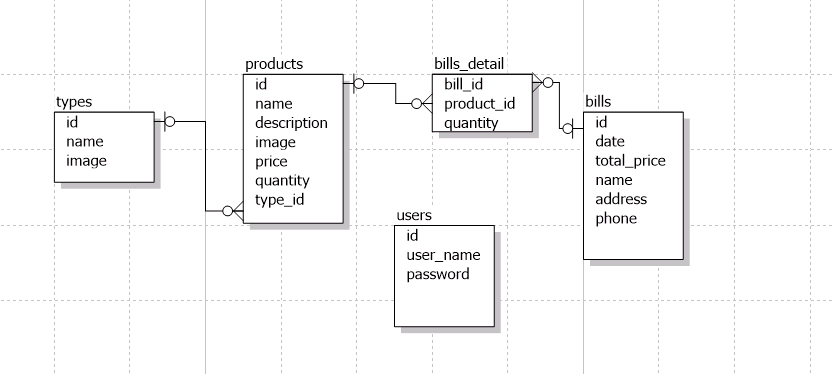 types
id
name
image
products
id
name
description
image
price
quantity
type_id
bills_detail
bill_id
product_id
quantity
bills
id
date
total_price
name
address
phone
users
id
user_name
password